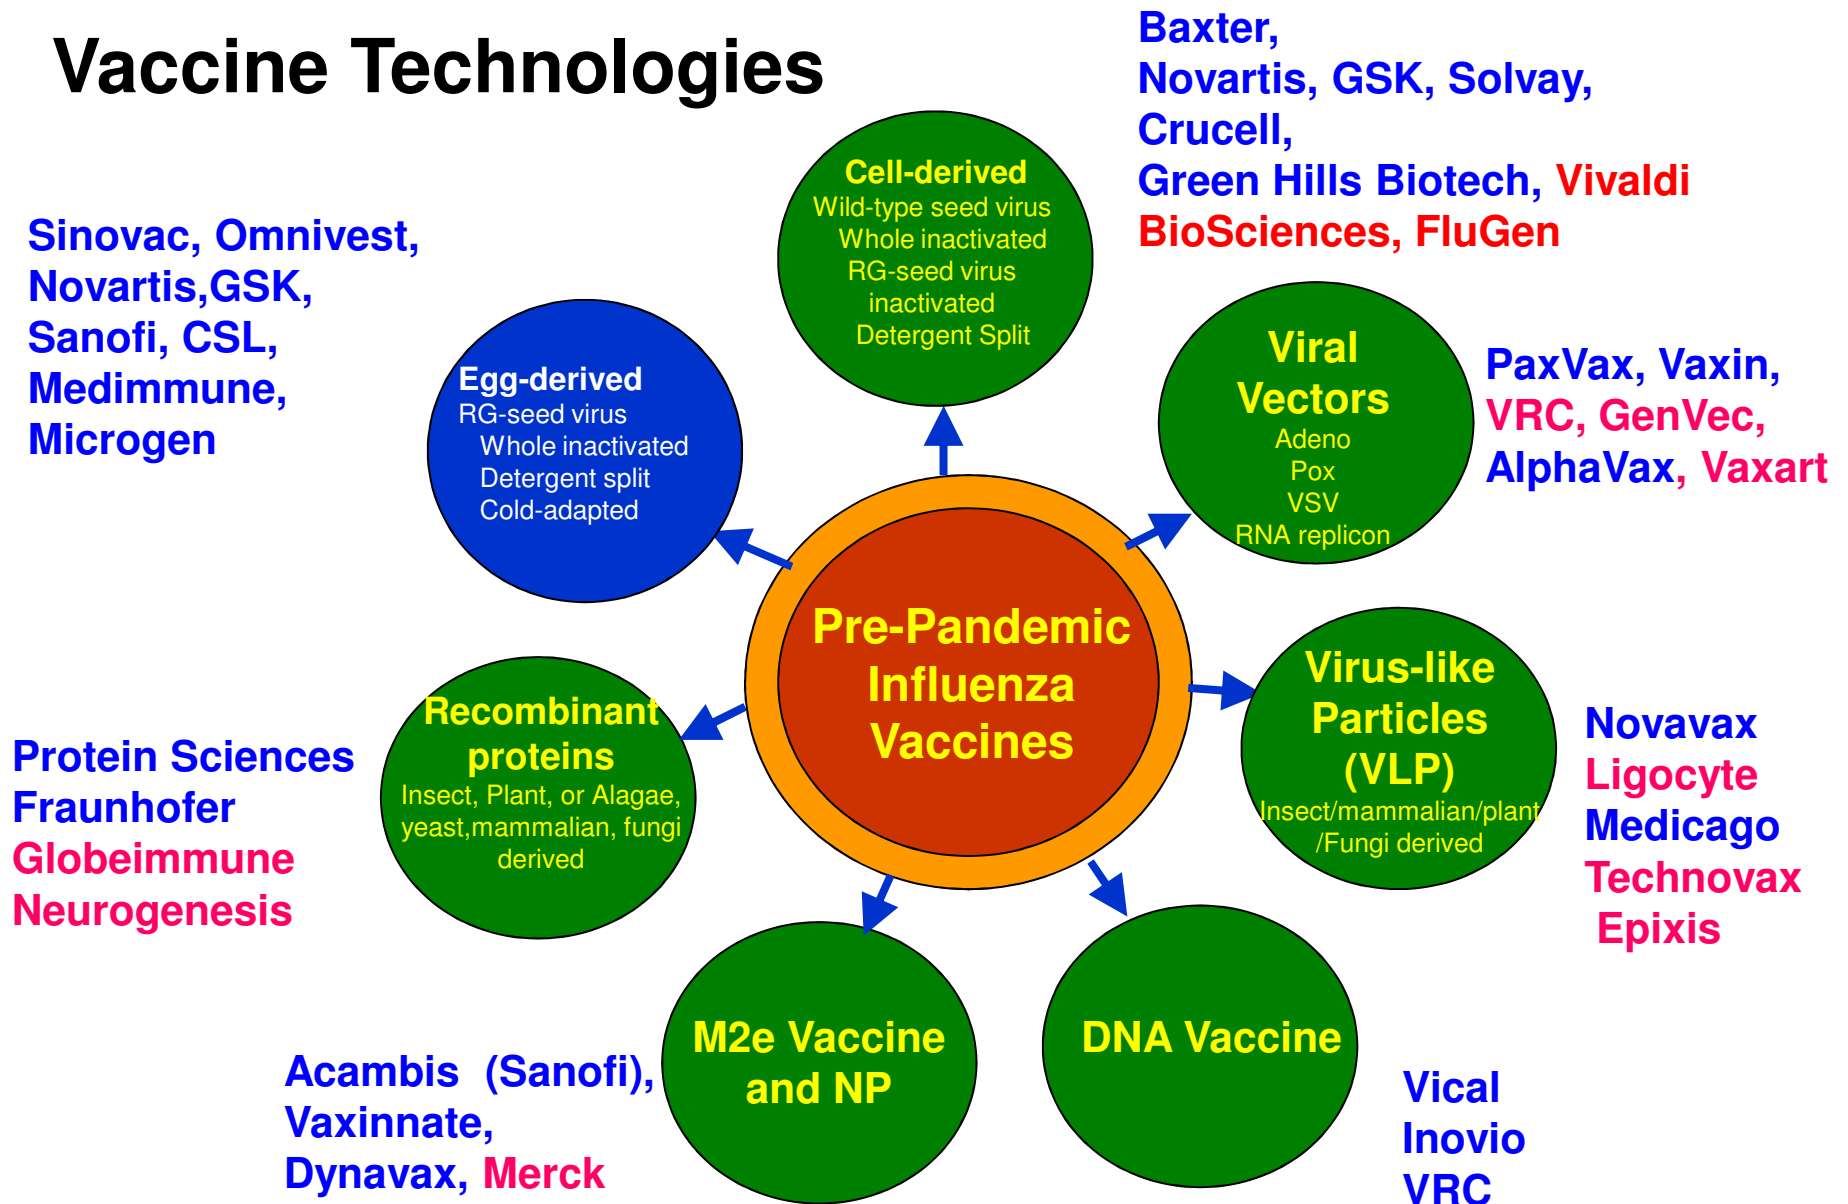 Vaccine Technologies
Baxter,
Novartis, GSK, Solvay,
Crucell,
Green Hills Biotech, Vivaldi
BioSciences, FluGen
Cell-derived
Wild-type seed virus
Whole inactivated
RG-seed virus
inactivated
Detergent Split
Sinovac, Omnivest,
Novartis,GSK,
Sanofi, CSL,
Medimmune,
Microgen
Egg-derived
RG-seed virus
Whole inactivated
Detergent split
Cold-adapted
Viral
Vectors
Adeno
Pox
VSV
RNA replicon
PaxVax, Vaxin,
VRC, GenVec,
AlphaVax, Vaxart
Pre-Pandemic
Influenza
Vaccines
Virus-like
Particles
(VLP)
Insect/mammalian/plant
/Fungi derived
Novavax
Ligocyte
Medicago
Technovax
Epixis
Recombinant
proteins
Insect, Plant, or Alagae,
yeast,mammalian, fungi
derived
Protein Sciences
Fraunhofer
Globeimmune
Neurogenesis
M2e Vaccine
and NP
Acambis (Sanofi),
Vaxinnate,
Dynavax, Merck
DNA Vaccine
Vical
Inovio
VRC